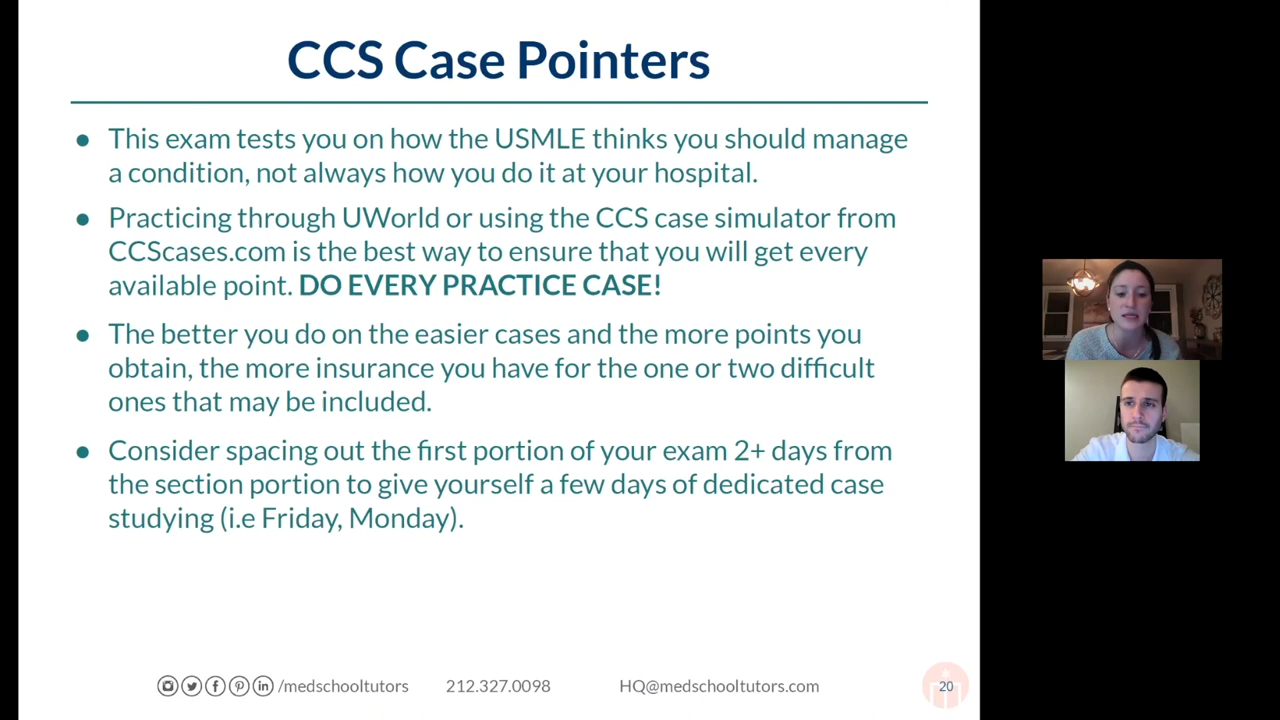 CCS Case Pointers
● This exam tests you on how the USMLE thinks you should manage
a condition, not always how you do it at your hospital.
● Practicing through UWorld or using the CCS case simulator from
CCScases.com is the best way to ensure that you will get every
available point. DO EVERY PRACTICE CASE!
● The better you do on the easier cases and the more points you
obtain, the more insurance you have for the one or two difficult
ones that may be included.
● Consider spacing out the first portion of your exam 2+ days from
the section portion to give yourself a few days of dedicated case
studying (i.e Friday, Monday).
/medschooltutors 212.327.0098 HQ@medschooltutors.com 20